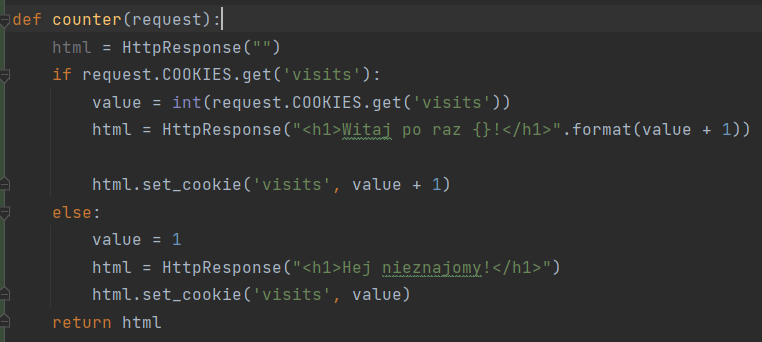 def counter(request):
    html = HttpResponse("")
    if request.COOKIES.get('visits'):
        value = int(request.COOKIES.get('visits'))
        html = HttpResponse("<h1>Witaj po raz {}!</h1>".format(value + 1))
        html.set_cookie('visits', value + 1)
    else:
        value = 1
        html = HttpResponse("<h1>Hej nieznajomy!</h1>")
        html.set_cookie('visits', value)
    return html